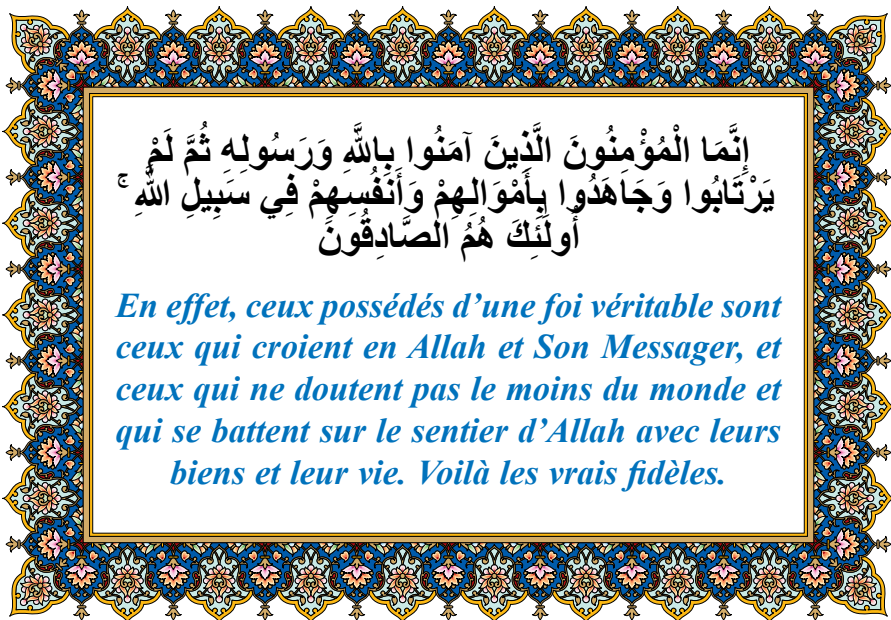 إِنَّمَا الْمُؤْمِنُونَ الَّذِينَ آمَنُوا بِاللَّهِ وَرَسُولِهِ ثُمَّ لَمْ
يَرْتَابُوا وَجَاهَدُوا بِأَمْوَالِهِمْ وَأَنْفُسِهِمْ فِي سَبِيلِ اللَّهِ ۚ
أُولَٰئِكَ هُمُ الصَّادِقُونَ
En effet, ceux possédés d’une foi véritable sont
ceux qui croient en Allah et Son Messager, et
ceux qui ne doutent pas le moins du monde et
qui se battent sur le sentier d’Allah avec leurs
biens et leur vie. Voilà les vrais fidèles.